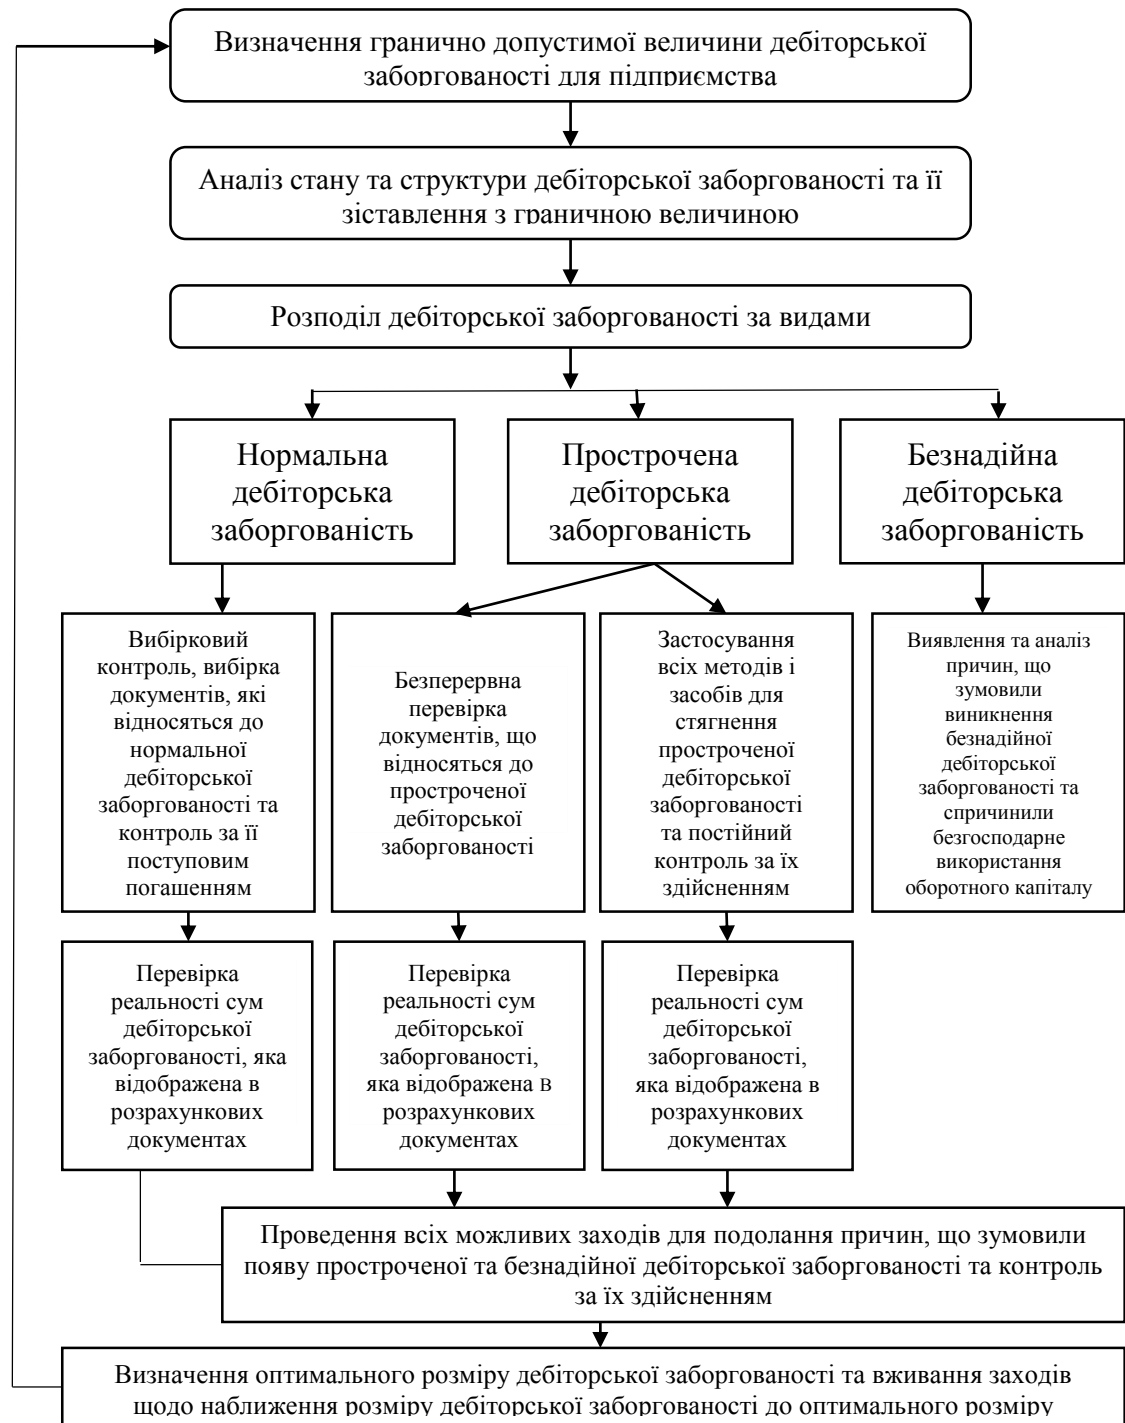 Визначення гранично допустимої величини дебіторської
заборгованості для підприємства
Аналіз стану та структури дебіторської заборгованості та її
зіставлення з граничною величиною
Розподіл дебіторської заборгованості за видами
Нормальна
дебіторська
заборгованість
Прострочена
дебіторська
заборгованість
Безнадійна
дебіторська
заборгованість
Вибірковий
контроль, вибірка
документів, які
відносяться до
нормальної
дебіторської
заборгованості та
контроль за її
поступовим
погашенням
Безперервна
перевірка
документів, що
відносяться до
простроченої
дебіторської
заборгованості
Застосування
всіх методів і
засобів для
стягнення
простроченої
дебіторської
заборгованості
та постійний
контроль за їх
здійсненням
Виявлення та аналіз
причин, що
зумовили
виникнення
безнадійної
дебіторської
заборгованості та
спричинили
безгосподарне
використання
оборотного капіталу
Перевірка
реальності сум
дебіторської
заборгованості, яка
відображена в
розрахункових
документах
Перевірка
реальності сум
дебіторської
заборгованості,
яка відображена в
розрахункових
документах
Перевірка
реальності сум
дебіторської
заборгованості,
яка відображена в
розрахункових
документах
Проведення всіх можливих заходів для подолання причин, що зумовили
появу простроченої та безнадійної дебіторської заборгованості та контроль
за їх здійсненням
Визначення оптимального розміру дебіторської заборгованості та вживання заходів
щодо наближення розміру дебіторської заборгованості до оптимального розміру